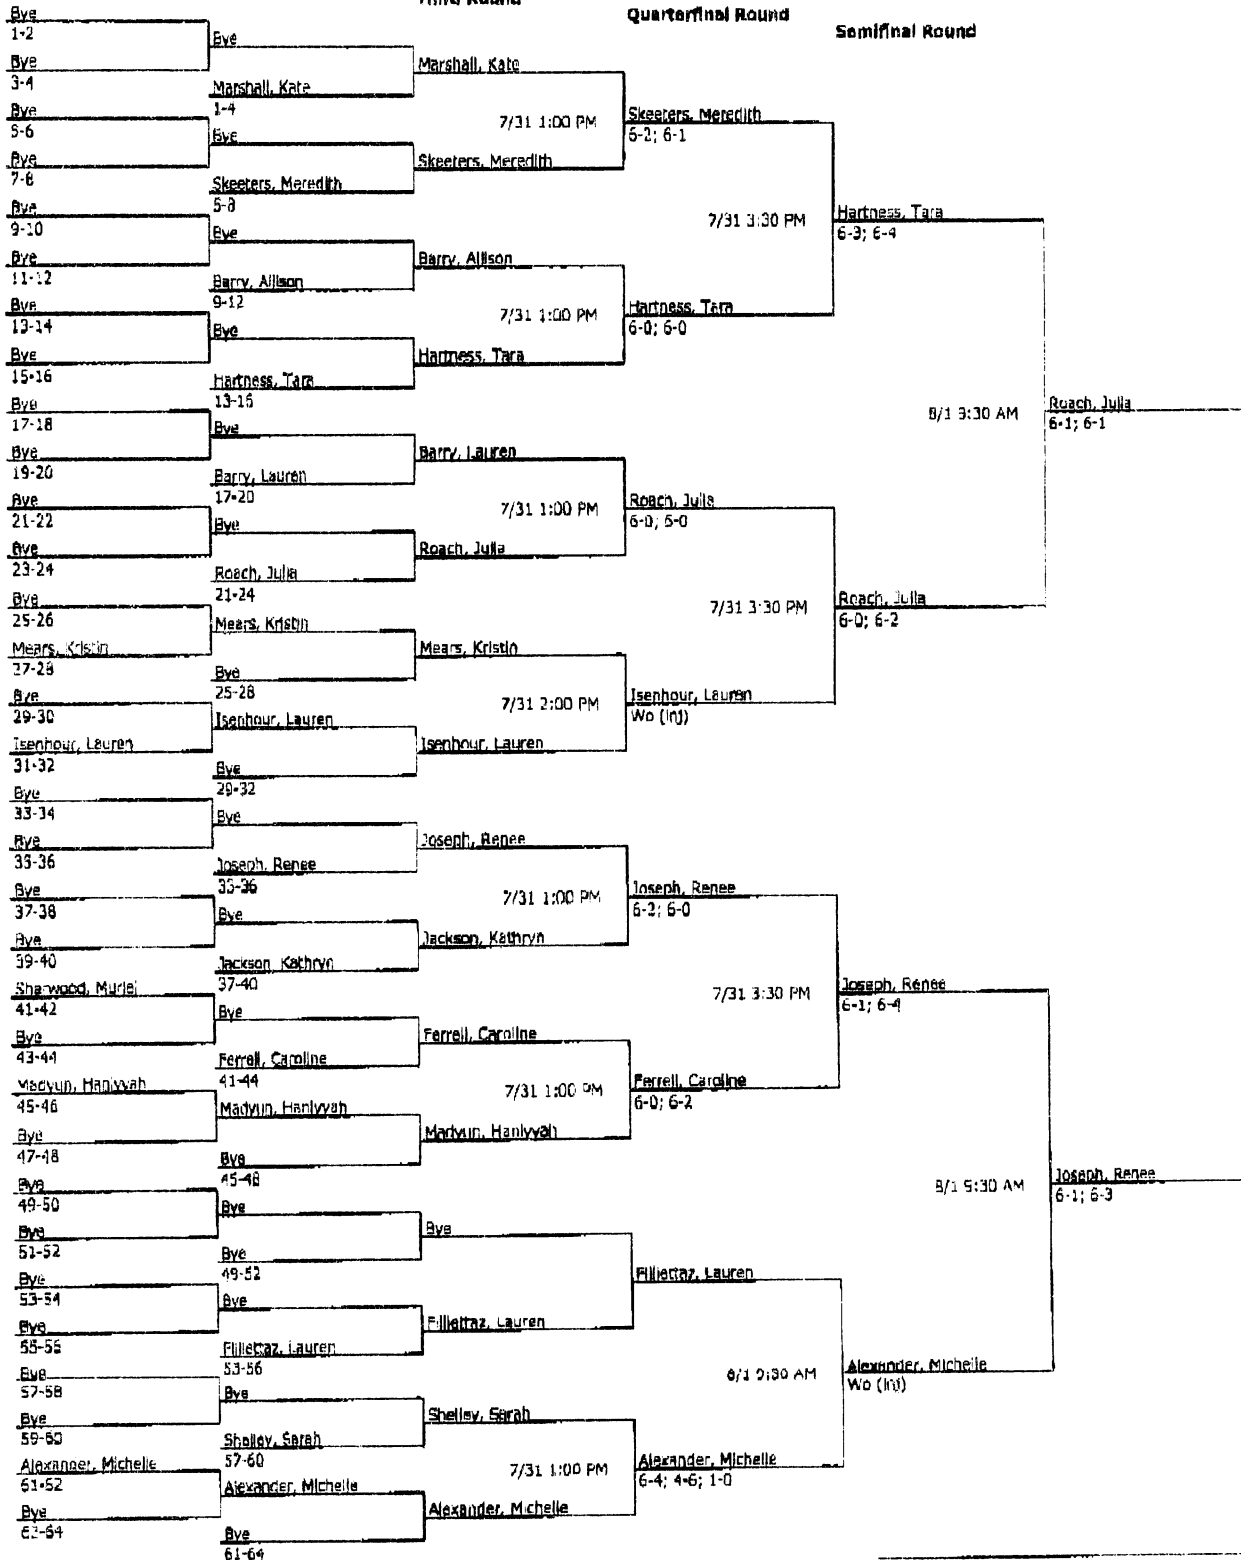 Third Round
Quarterfinal Round
Semifinal Round
Bye
1-2
Bye
3-4
Bye
5-6
Bye
7-8
Bye
9-10
Bye
11-12
Bye
13-14
Bye
15-16
Bye
17-18
Bye
19-20
Bye
21-22
Bye
23-24
Bye
25-26
Mears, Kristin
27-28
Bye
29-30
Isenhour, Lauren
31-32
Bye
33-34
Bye
35-36
Bye
37-38
Bye
39-40
Sherwood, Muriel
41-42
Bye
43-44
Madyun, Haniyyah
45-46
Bye
47-48
Bye
49-50
Bye
51-52
Bye
53-54
Bye
55-56
Bye
57-58
Bye
59-60
Alexander, Michelle
61-62
Bye
63-64
Bye
Marshall, Kate
1-4
Bye
Skeeters, Meredith
5-8
Bye
Barry, Allison
9-12
Bye
Hartness, Tara
13-16
Bye
Barry, Lauren
17-20
Bye
Roach, Julia
21-24
Mears, Kristin
Bye
25-28
Isenhour, Lauren
Bye
29-32
Bye
Joseph, Renee
33-36
Bye
Jackson, Kathryn
37-40
Bye
Ferrell, Caroline
41-44
Madyun, Haniyyah
Bye
45-48
Bye
Bye
49-52
Bye
Fillettaz, Lauren
53-56
Bye
Shelley, Sarah
57-60
Alexander, Michelle
Bye
61-64
Marshall, Kate
7/31 1:00 PM
Skeeters, Meredith
Barry, Allison
7/31 1:00 PM
Hartness, Tara
Barry, Lauren
7/31 1:00 PM
Roach, Julia
Mears, Kristin
7/31 2:00 PM
Isenhour, Lauren
Joseph, Renee
7/31 1:00 PM
Jackson, Kathryn
Ferrell, Caroline
7/31 1:00 PM
Madyun, Haniyyah
Bye
Fillettaz, Lauren
Shelley, Sarah
7/31 1:00 PM
Alexander, Michelle
Skeeters, Meredith
6-2; 6-1
7/31 3:30 PM
Hartness, Tara
6-0; 6-0
Roach, Julia
6-0; 6-0
7/31 3:30 PM
Isenhour, Lauren
Wo (inj)
Joseph, Renee
6-2; 6-0
7/31 3:30 PM
Ferrell, Caroline
6-0; 6-2
Fillettaz, Lauren
8/1 9:30 AM
Alexander, Michelle
6-4; 4-6; 1-0
Hartness, Tara
6-3; 6-4
8/1 9:30 AM
Roach, Julia
6-0; 6-2
Joseph, Renee
6-1; 6-4
8/1 9:30 AM
Alexander, Michelle
Wo (inj)
Roach, Julia
6-1; 6-1
Joseph, Renee
6-1; 6-3